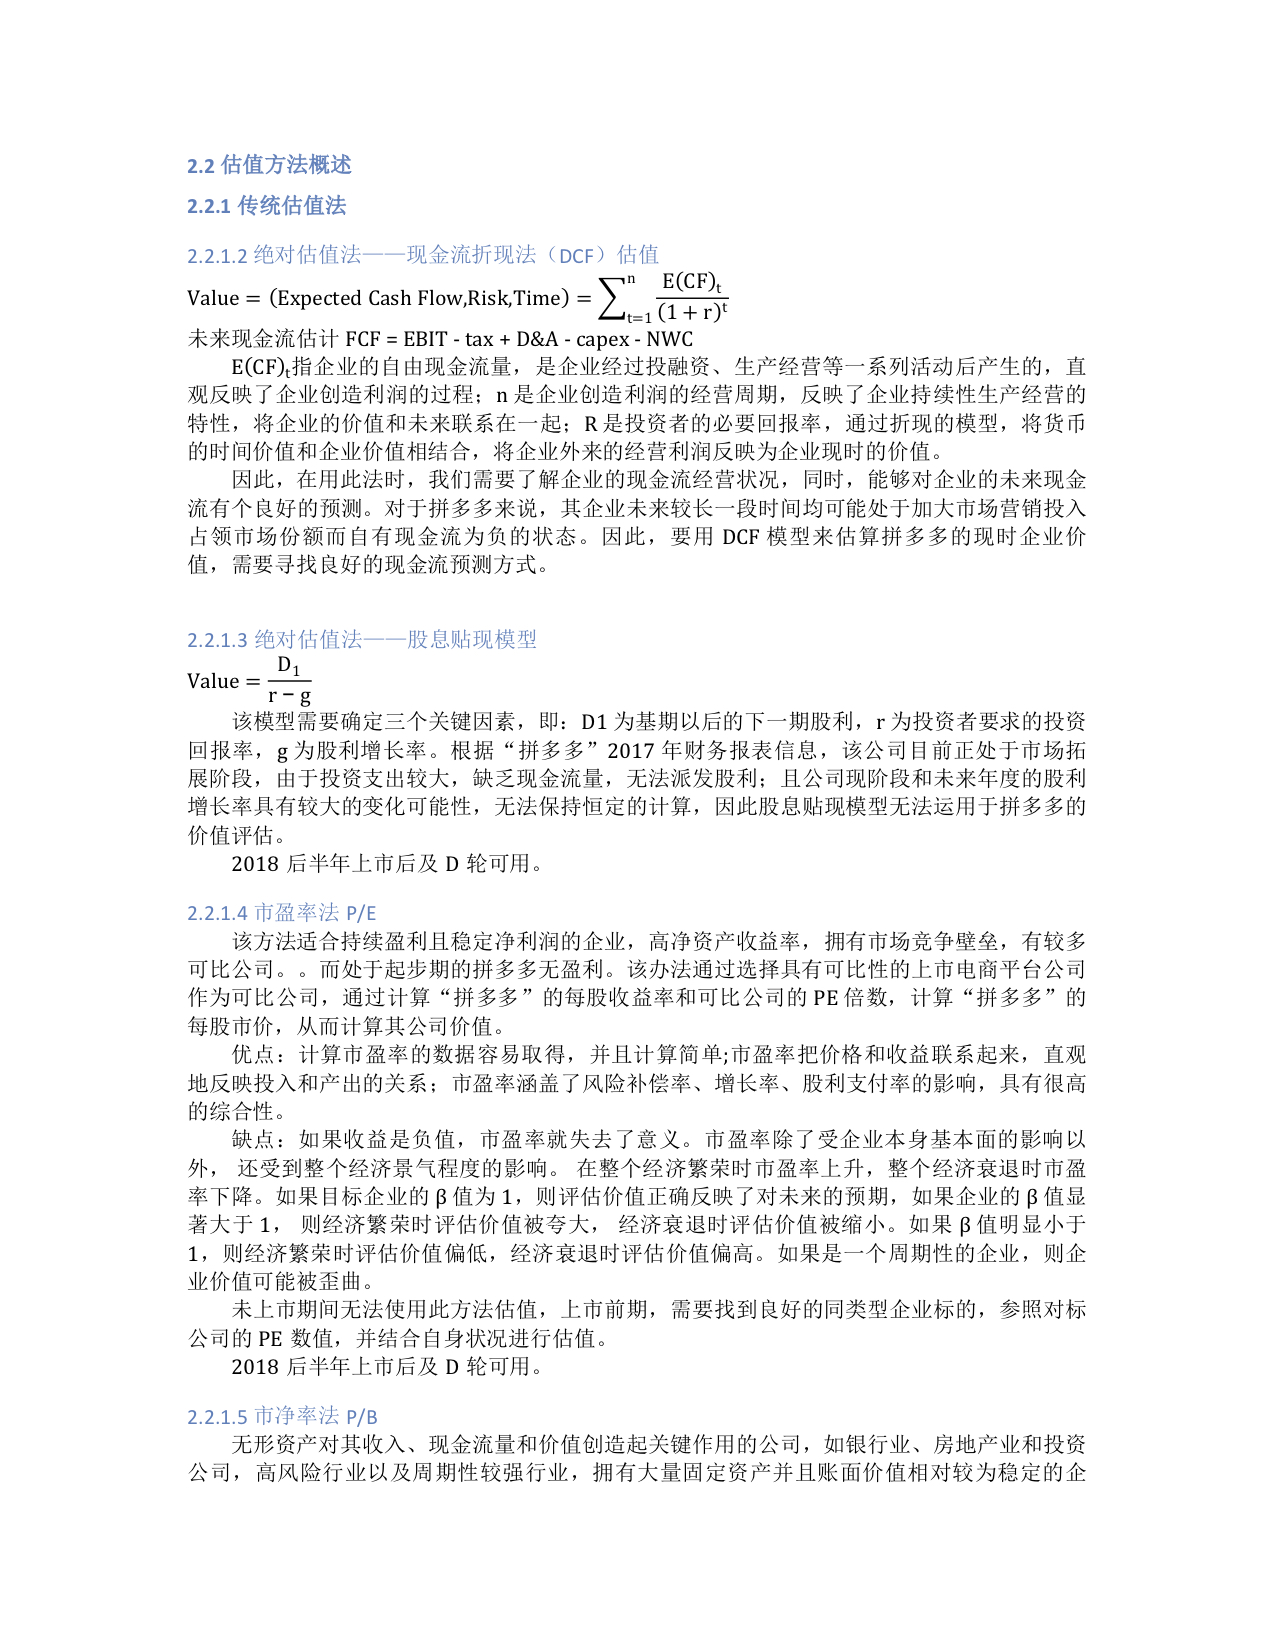 2.2 估值方法概述
2.2.1 传统估值法
2.2.1.2 绝对估值法——现金流折现法（DCF）估值
Value = (Expected Cash Flow,Risk,Time) = ∑ⁿₜ₌₁ E(CF)ₜ / (1 + r)ᵗ
未来现金流估计 FCF = EBIT - tax + D&A - capex - NWC
E(CF)ₜ指企业的自由现金流量，是企业经过投融资、生产经营等一系列活动后产生的，直
观反映了企业创造利润的过程；n 是企业创造利润的经营周期，反映了企业持续性生产经营的
特性，将企业的价值和未来联系在一起；R 是投资者的必要回报率，通过折现的模型，将货币
的时间价值和企业价值相结合，将企业外来的经营利润反映为企业现时的价值。
因此，在用此法时，我们需要了解企业的现金流经营状况，同时，能够对企业的未来现金
流有个良好的预测。对于拼多多来说，其企业未来较长一段时间均可能处于加大市场营销投入
占领市场份额而自有现金流为负的状态。因此，要用 DCF 模型来估算拼多多的现时企业价
值，需要寻找良好的现金流预测方式。
2.2.1.3 绝对估值法——股息贴现模型
Value = D₁ / (r − g)
该模型需要确定三个关键因素，即：D1 为基期以后的下一期股利，r 为投资者要求的投资
回报率，g 为股利增长率。根据“拼多多”2017 年财务报表信息，该公司目前正处于市场拓
展阶段，由于投资支出较大，缺乏现金流量，无法派发股利；且公司现阶段和未来年度的股利
增长率具有较大的变化可能性，无法保持恒定的计算，因此股息贴现模型无法运用于拼多多的
价值评估。
2018 后半年上市后及 D 轮可用。
2.2.1.4 市盈率法 P/E
该方法适合持续盈利且稳定净利润的企业，高净资产收益率，拥有市场竞争壁垒，有较多
可比公司。。而处于起步期的拼多多无盈利。该办法通过选择具有可比性的上市电商平台公司
作为可比公司，通过计算“拼多多”的每股收益率和可比公司的 PE 倍数，计算“拼多多”的
每股市价，从而计算其公司价值。
优点：计算市盈率的数据容易取得，并且计算简单;市盈率把价格和收益联系起来，直观
地反映投入和产出的关系；市盈率涵盖了风险补偿率、增长率、股利支付率的影响，具有很高
的综合性。
缺点：如果收益是负值，市盈率就失去了意义。市盈率除了受企业本身基本面的影响以
外， 还受到整个经济景气程度的影响。 在整个经济繁荣时市盈率上升，整个经济衰退时市盈
率下降。如果目标企业的 β 值为 1，则评估价值正确反映了对未来的预期，如果企业的 β 值显
著大于 1， 则经济繁荣时评估价值被夸大， 经济衰退时评估价值被缩小。如果 β 值明显小于
1，则经济繁荣时评估价值偏低，经济衰退时评估价值偏高。如果是一个周期性的企业，则企
业价值可能被歪曲。
未上市期间无法使用此方法估值，上市前期，需要找到良好的同类型企业标的，参照对标
公司的 PE 数值，并结合自身状况进行估值。
2018 后半年上市后及 D 轮可用。
2.2.1.5 市净率法 P/B
无形资产对其收入、现金流量和价值创造起关键作用的公司，如银行业、房地产业和投资
公司，高风险行业以及周期性较强行业，拥有大量固定资产并且账面价值相对较为稳定的企